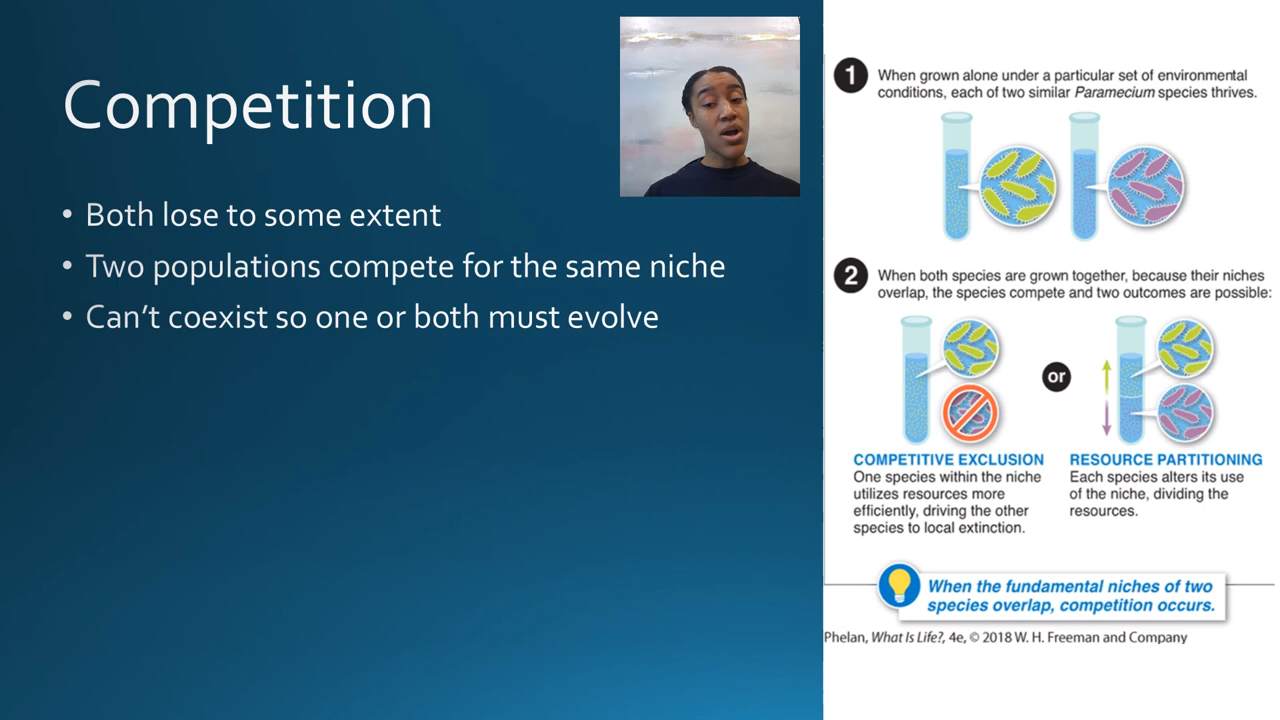 Competition
• Both lose to some extent
• Two populations compete for the same niche
• Can't coexist so one or both must evolve
1 When grown alone under a particular set of environmental
conditions, each of two similar Paramecium species thrives.
2 When both species are grown together, because their niches
overlap, the species compete and two outcomes are possible:
or
COMPETITIVE EXCLUSION
One species within the niche
utilizes resources more
efficiently, driving the other
species to local extinction.
RESOURCE PARTITIONING
Each species alters its use
of the niche, dividing the
resources.
When the fundamental niches of two
species overlap, competition occurs.
Phelan, What Is Life?, 4e, © 2018 W. H. Freeman and Company